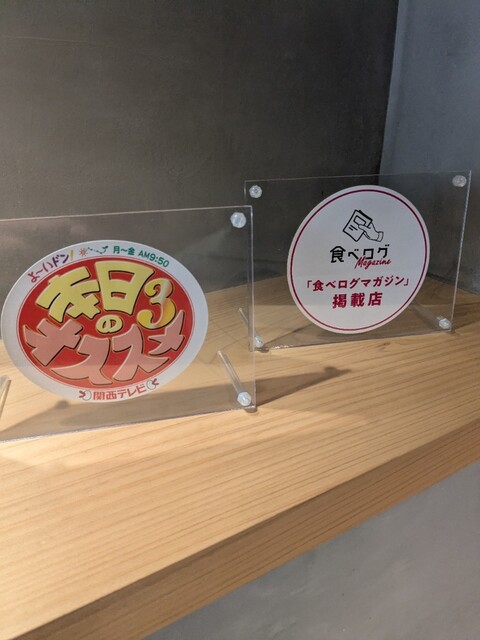 よ〜いドン!
月〜金 AM9:50
本日
の
オススメ3
関西テレビ
食べログ
Magazine
「食べログマガジン」
掲載店